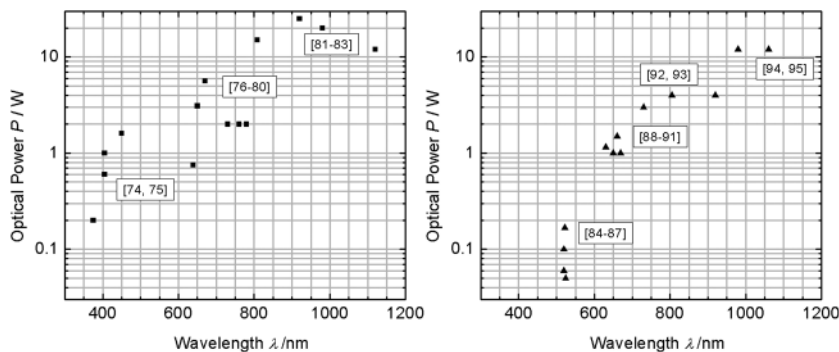 10
1
0.1
Optical Power P / W
[81-83]
[76-80]
[74, 75]
400 600 800 1000 1200
Wavelength λ /nm
10
1
0.1
Optical Power P / W
[94, 95]
[92, 93]
[88-91]
[84-87]
400 600 800 1000 1200
Wavelength λ /nm